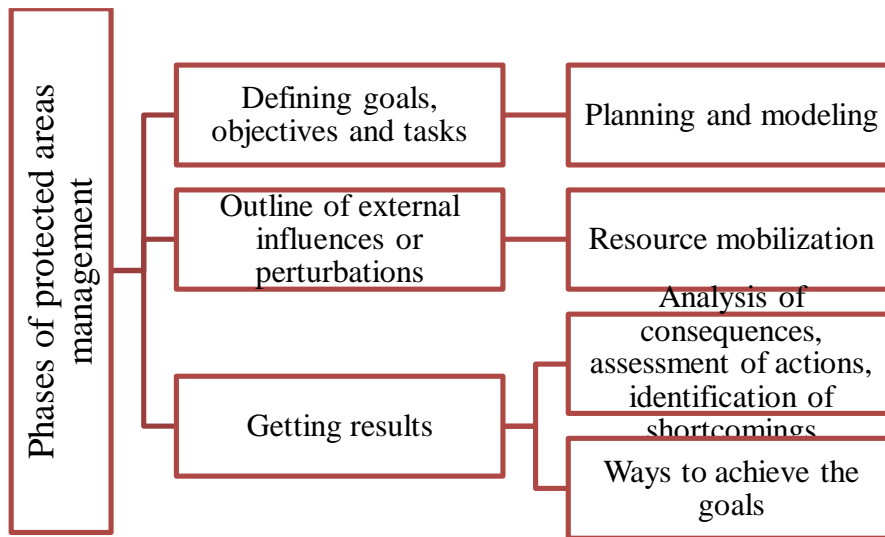 Phases of protected areas
management
Defining goals,
objectives and tasks
Planning and modeling
Outline of external
influences or
perturbations
Resource mobilization
Getting results
Analysis of
consequences,
assessment of actions,
identification of
shortcomings
Ways to achieve the
goals